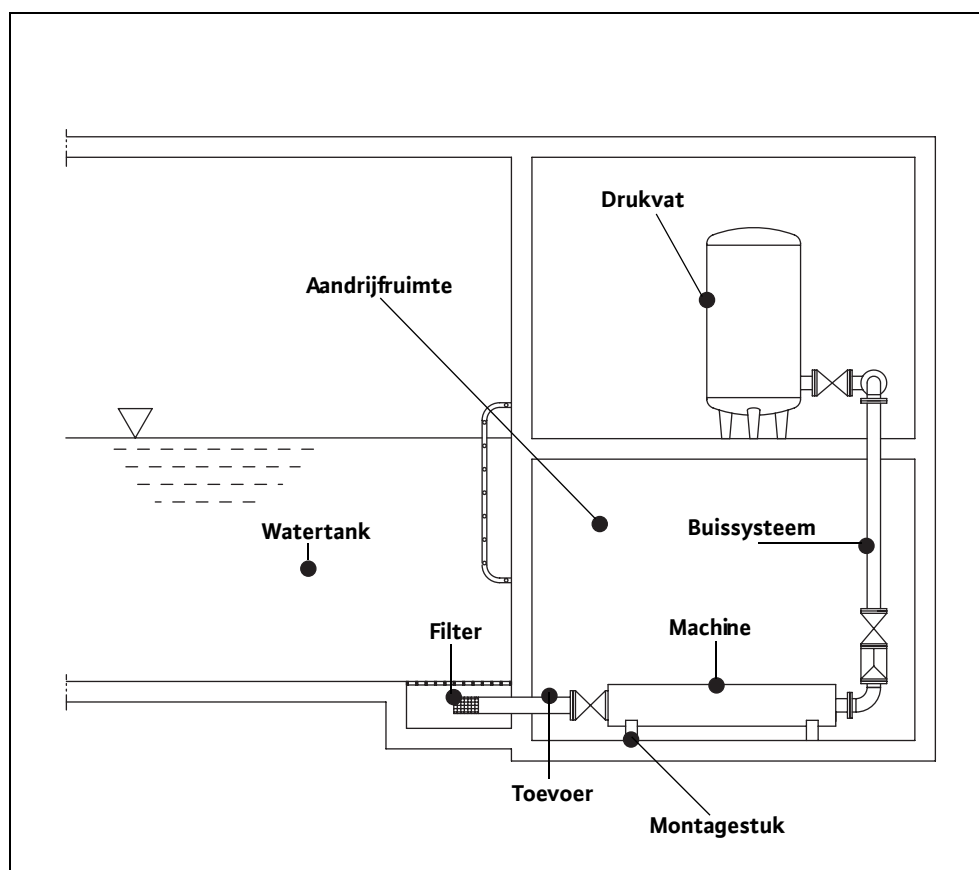 Drukvat
Aandrijfruimte
Watertank
Buissysteem
Filter
Machine
Toevoer
Montagestuk